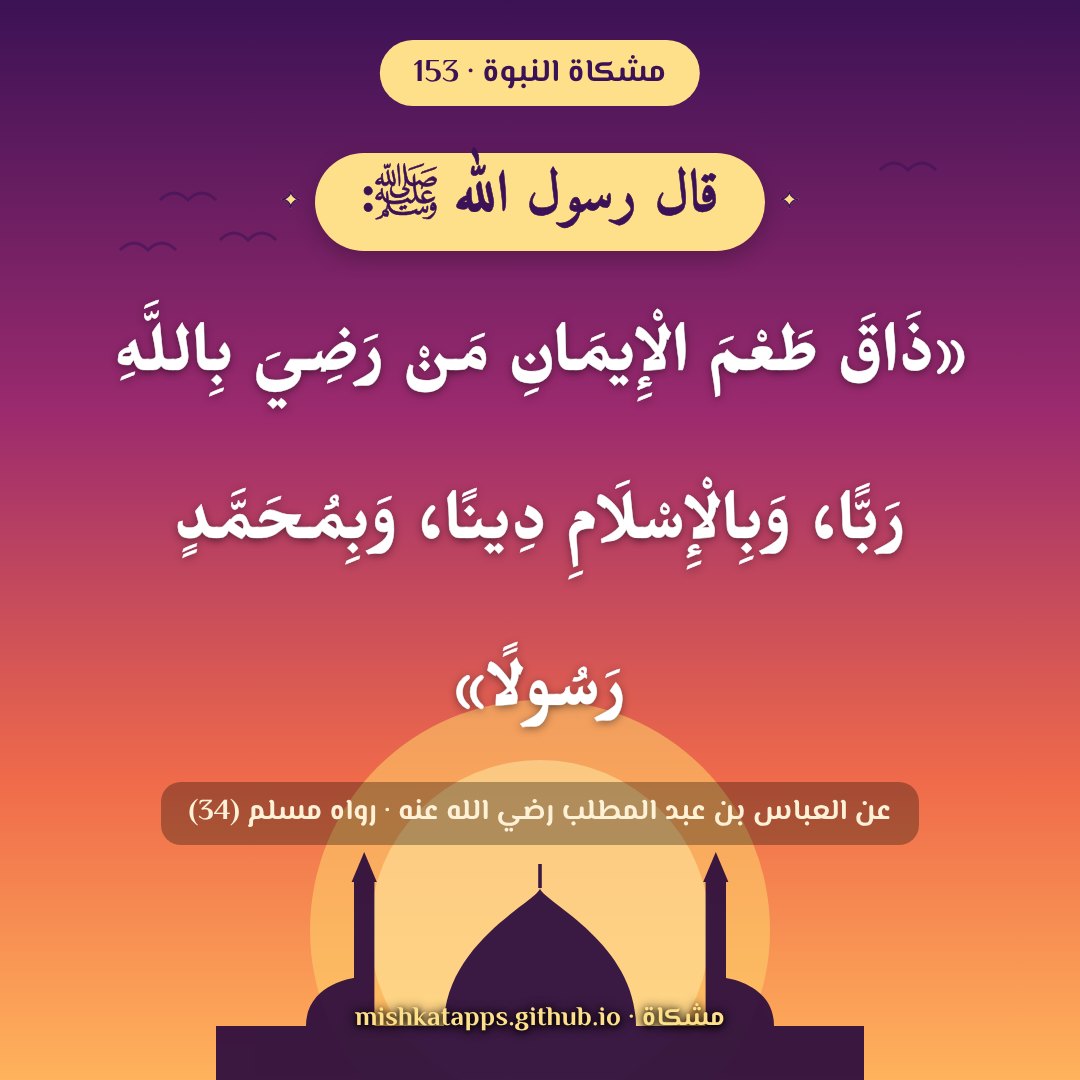 مشكاة النبوة · 153
قال رسول الله ﷺ:
«ذَاقَ طَعْمَ الْإِيمَانِ مَنْ رَضِيَ بِاللَّهِ
رَبًّا، وَبِالْإِسْلَامِ دِينًا، وَبِمُحَمَّدٍ
رَسُولًا»
عن العباس بن عبد المطلب رضي الله عنه · رواه مسلم (34)
مشكاة · mishkatapps.github.io